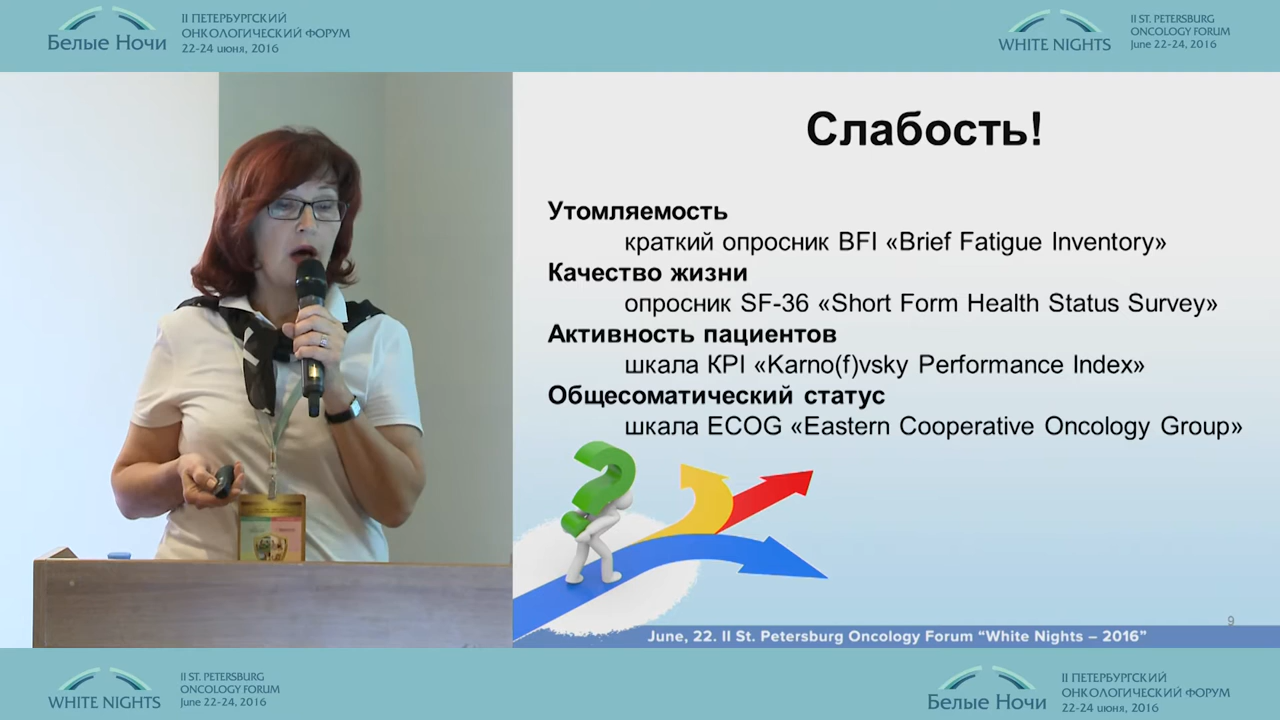 Белые Ночи
II ПЕТЕРБУРГСКИЙ
ОНКОЛОГИЧЕСКИЙ ФОРУМ
22-24 июня, 2016
WHITE NIGHTS
II ST. PETERSBURG
ONCOLOGY FORUM
June 22-24, 2016
Слабость!
Утомляемость
краткий опросник BFI «Brief Fatigue Inventory»
Качество жизни
опросник SF-36 «Short Form Health Status Survey»
Активность пациентов
шкала KPI «Karno(f)vsky Performance Index»
Общесоматический статус
шкала ECOG «Eastern Cooperative Oncology Group»
9
June, 22. II St. Petersburg Oncology Forum “White Nights – 2016”
WHITE NIGHTS
II ST. PETERSBURG
ONCOLOGY FORUM
June 22-24, 2016
Белые Ночи
II ПЕТЕРБУРГСКИЙ
ОНКОЛОГИЧЕСКИЙ ФОРУМ
22-24 июня, 2016